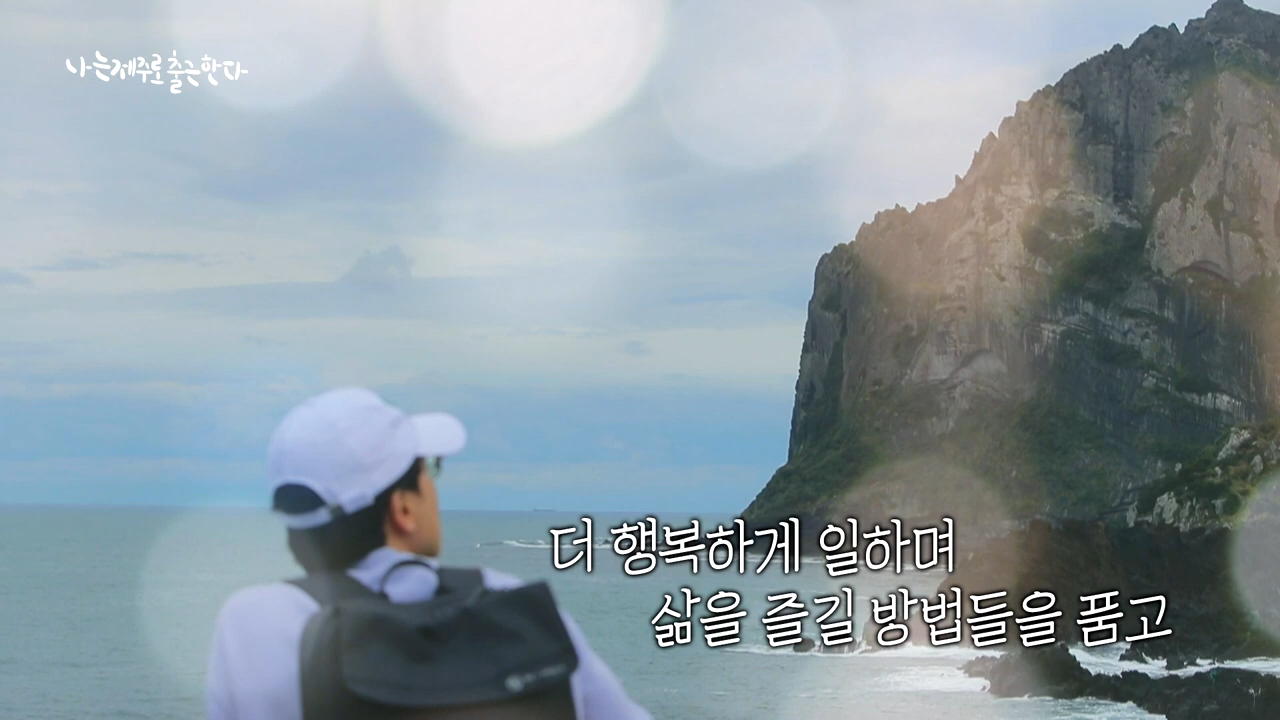 나는 제주로 출근한다
더 행복하게 일하며
삶을 즐길 방법들을 품고